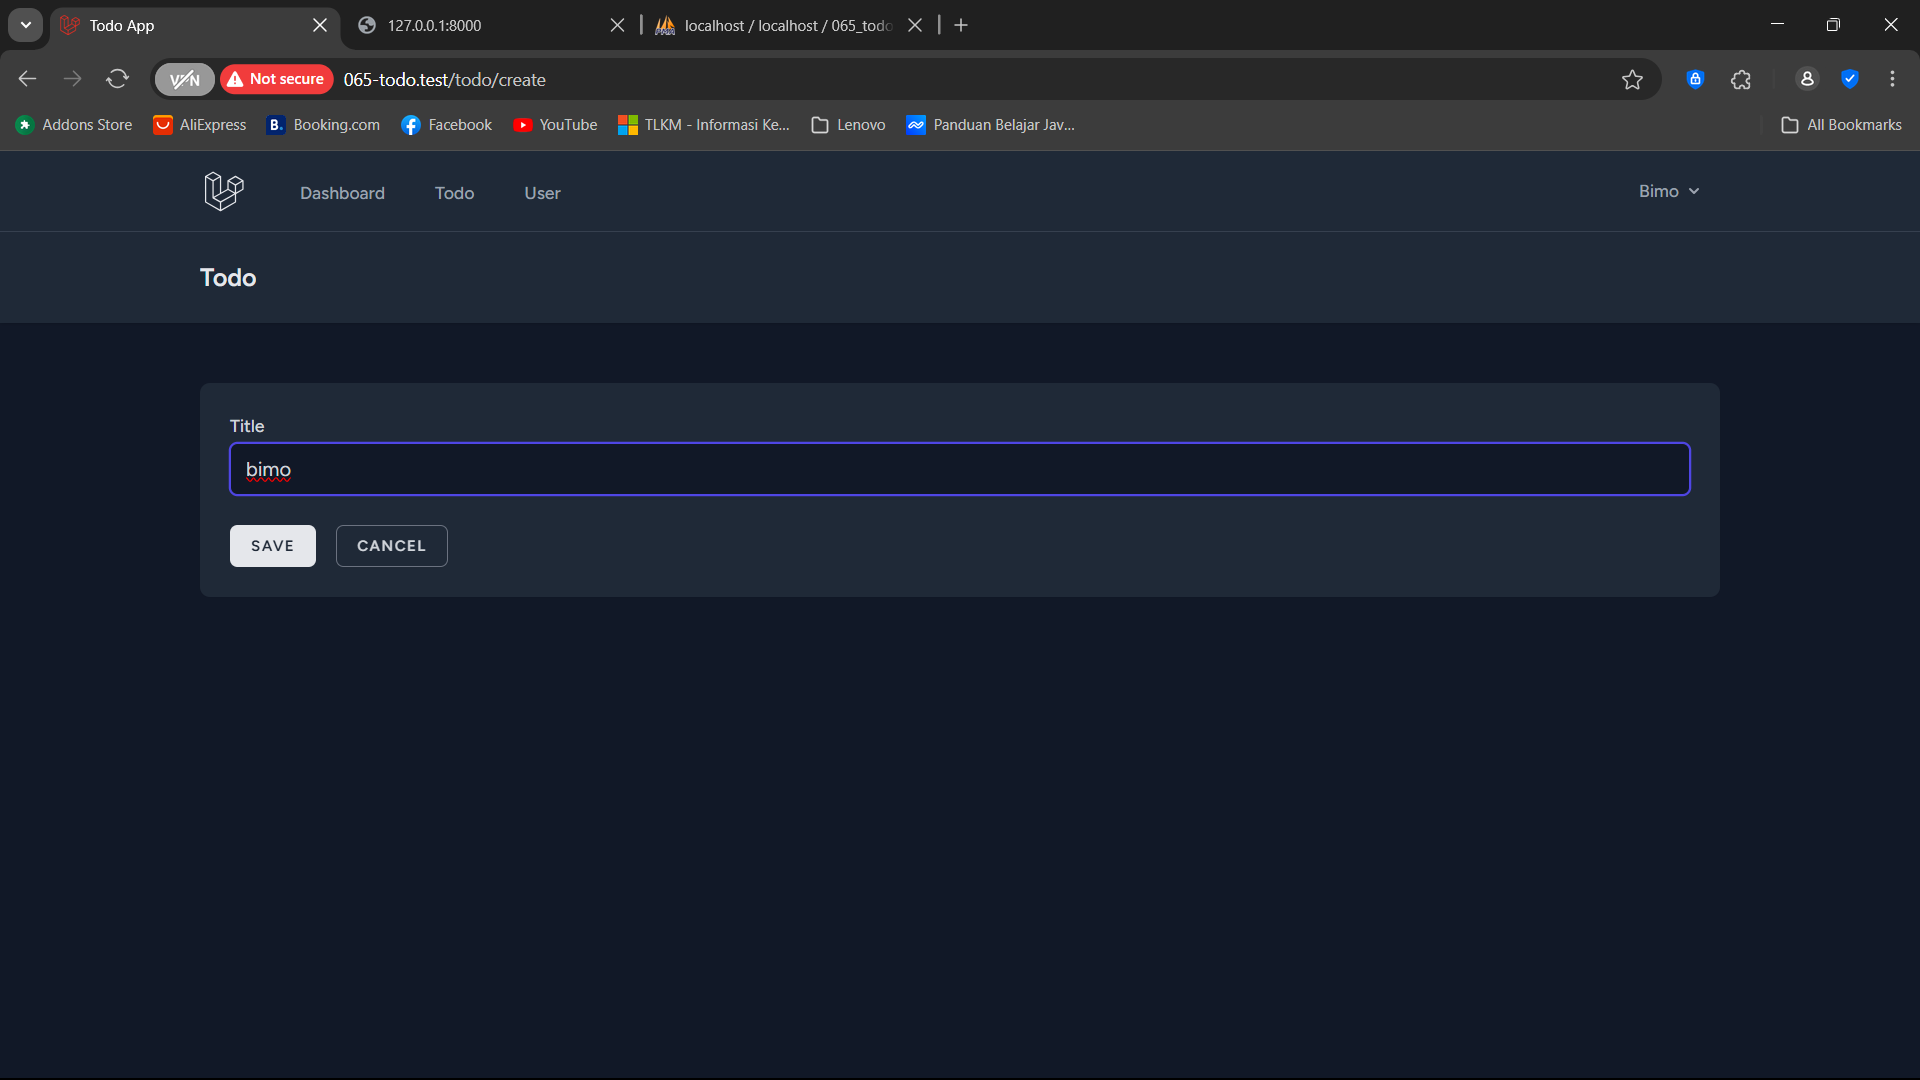 Todo App
127.0.0.1:8000
localhost / localhost / 065_todo
VPN
Not secure
065-todo.test/todo/create
Addons Store
AliExpress
Booking.com
Facebook
YouTube
TLKM - Informasi Ke...
Lenovo
Panduan Belajar Jav...
All Bookmarks
Dashboard
Todo
User
Bimo
Todo
Title
bimo
SAVE
CANCEL